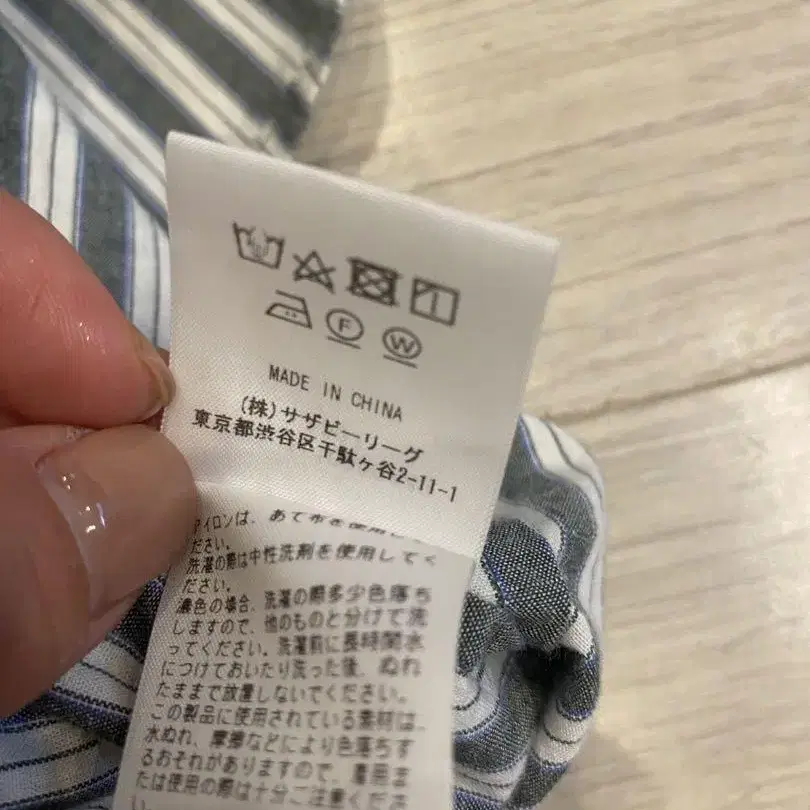 F W
MADE IN CHINA
(株)サザビーリーグ
東京都渋谷区千駄ヶ谷2-11-1
アイロンは、あて布を使用し
ださい。
洗濯の際は中性洗剤を使用してく
ださい。
濃色の場合、洗濯の際多少色落ち
しますので、他のものと分けて洗
ってください。洗濯前に長時間水
につけておいたり洗った後、ぬれ
たままで放置しないでください。
この製品に使用されている素材は、
水ぬれ、摩擦などにより色落ちす
るおそれがありますので、着用ま
たは使用の際は十分ご注意くださ
い